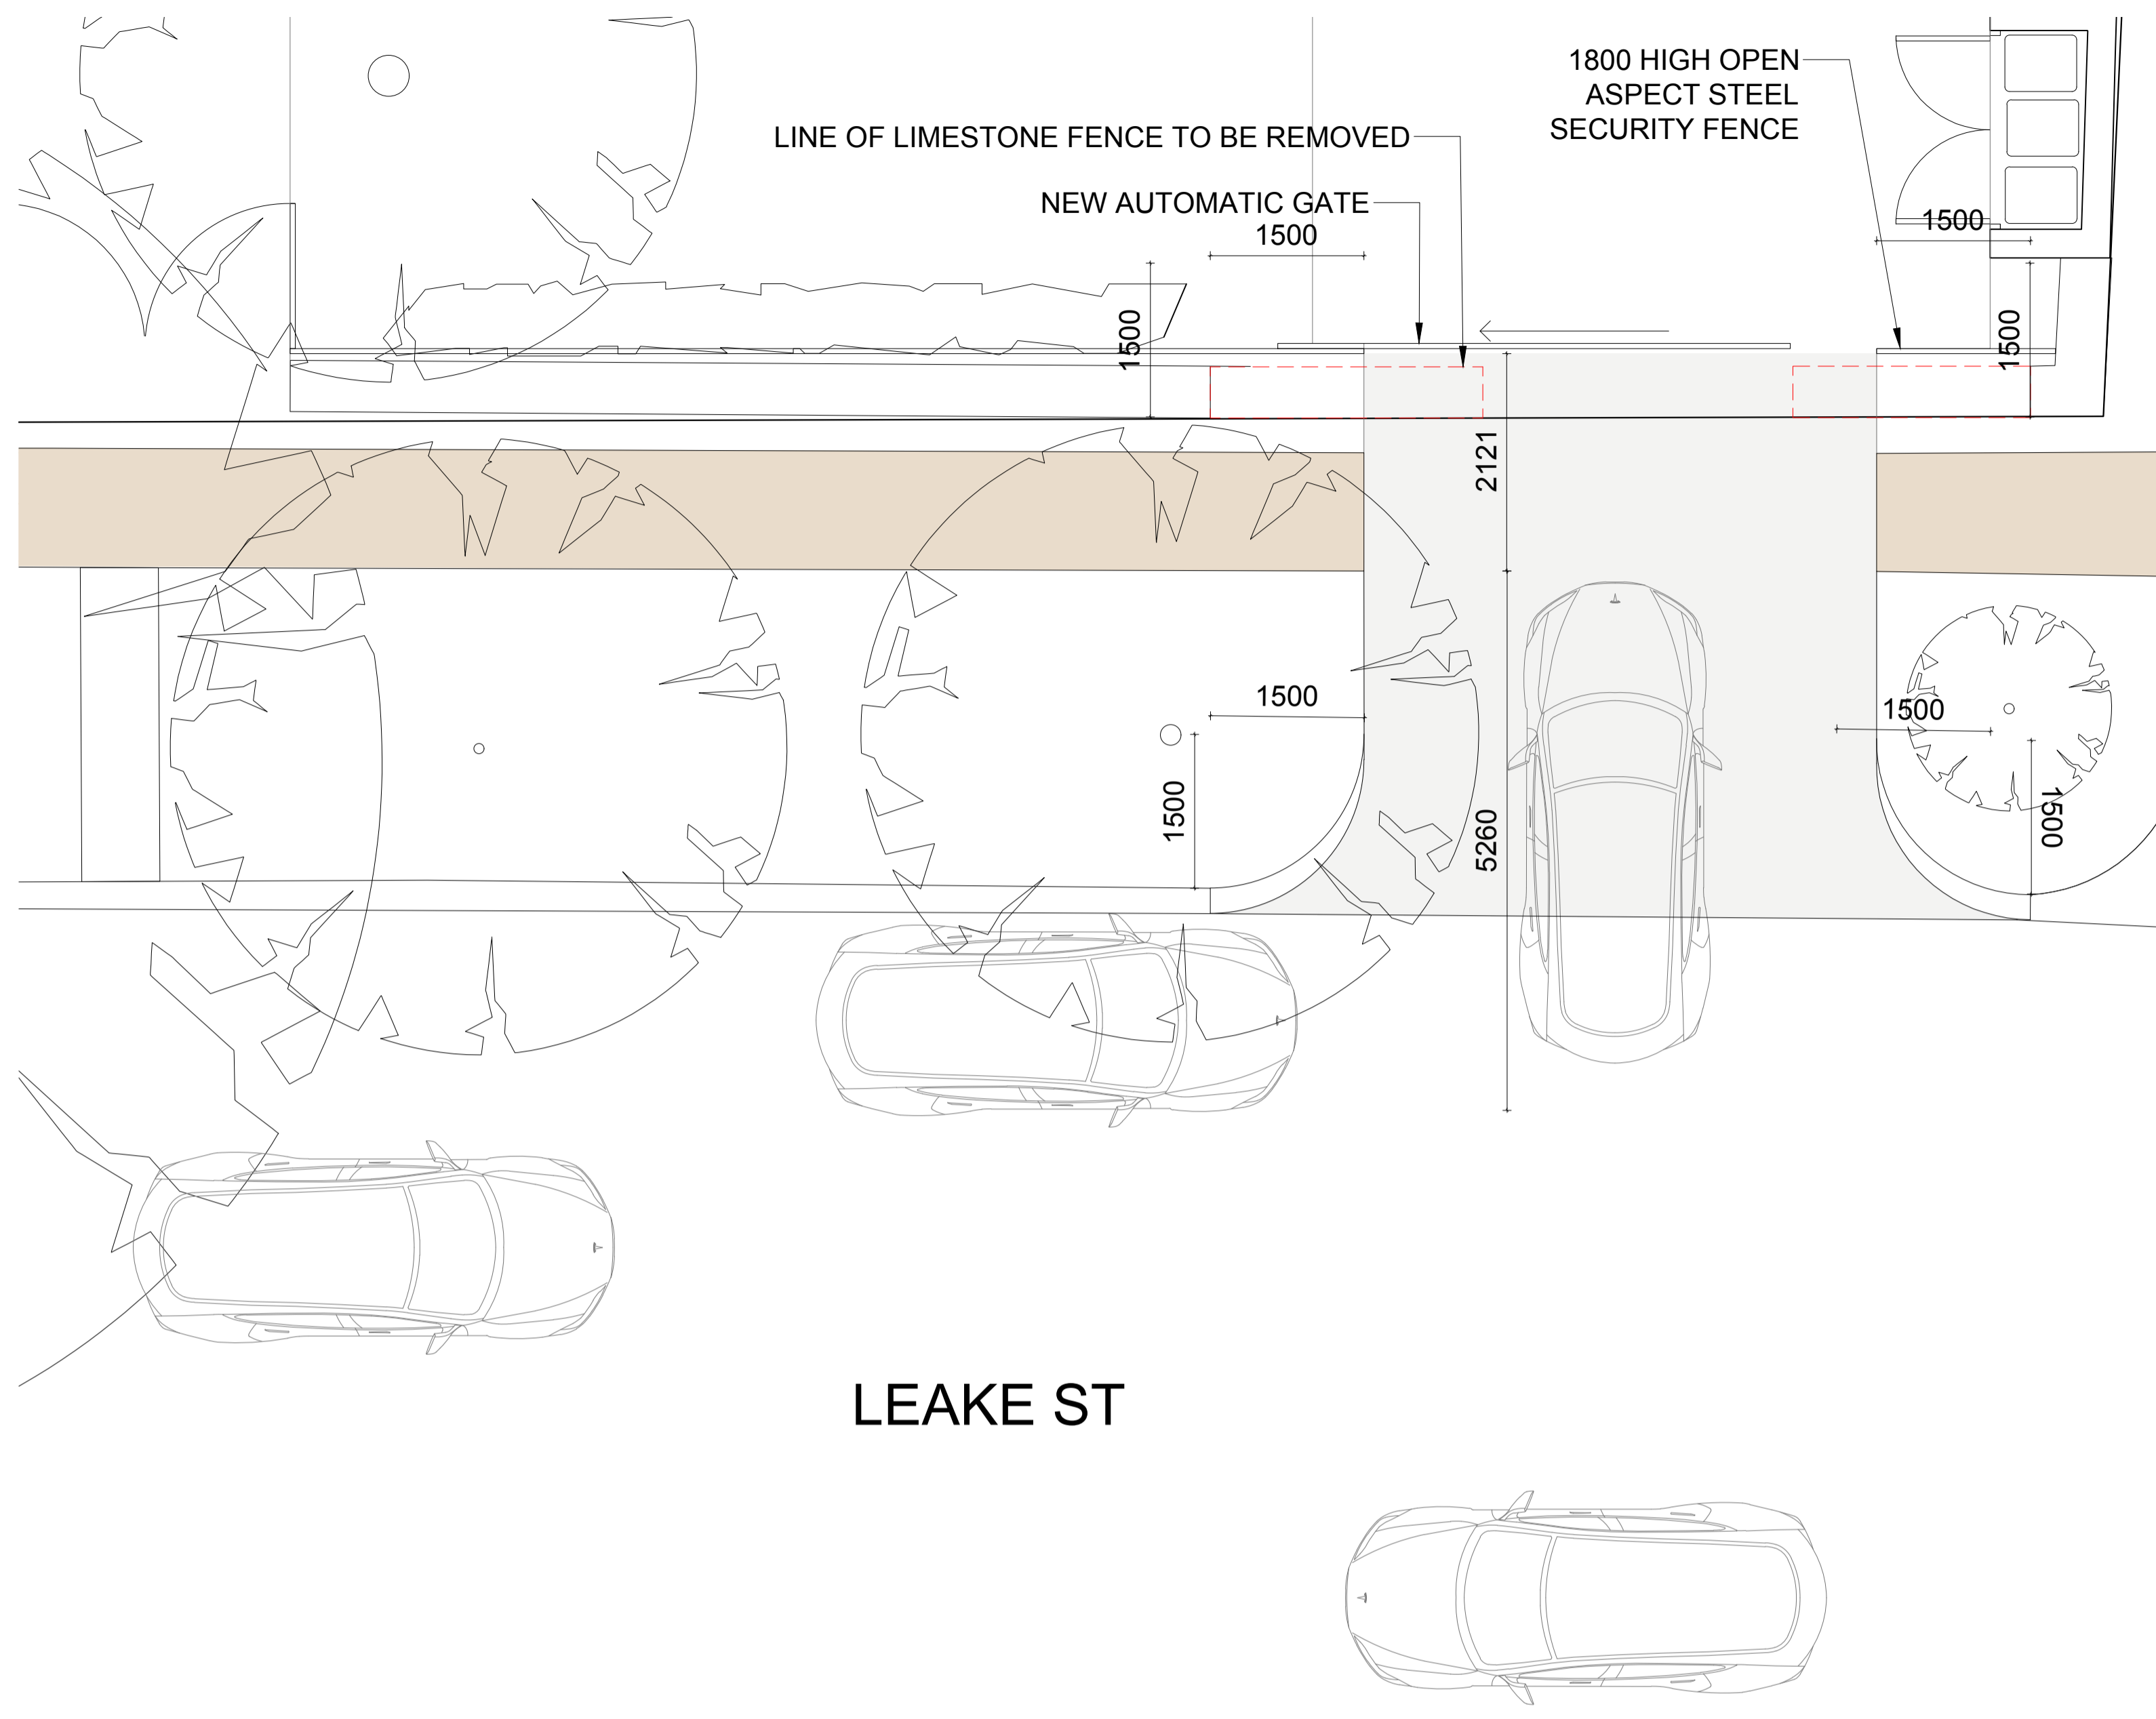 1800 HIGH OPEN
ASPECT STEEL
SECURITY FENCE
LINE OF LIMESTONE FENCE TO BE REMOVED
NEW AUTOMATIC GATE
1500
1500
1500
1500
2121
1500
1500
1500
1500
5260
LEAKE ST